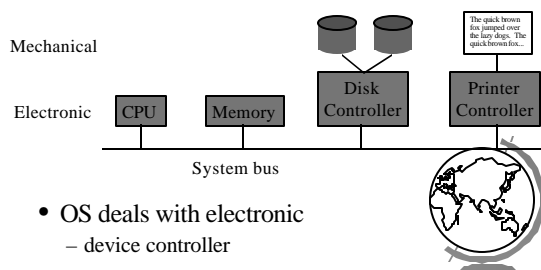 The quick brown
fox jumped over
the lazy dogs. The
quick brown fox...
Mechanical
Disk
Controller
Printer
Controller
Electronic
CPU
Memory
System bus
• OS deals with electronic
– device controller